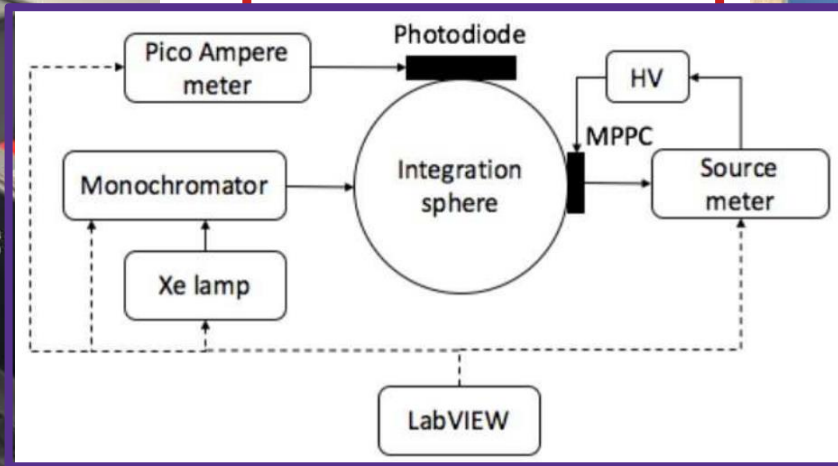 Photodiode
Pico Ampere
meter
HV
MPPC
Integration
sphere
Source
meter
Monochromator
Xe lamp
LabVIEW